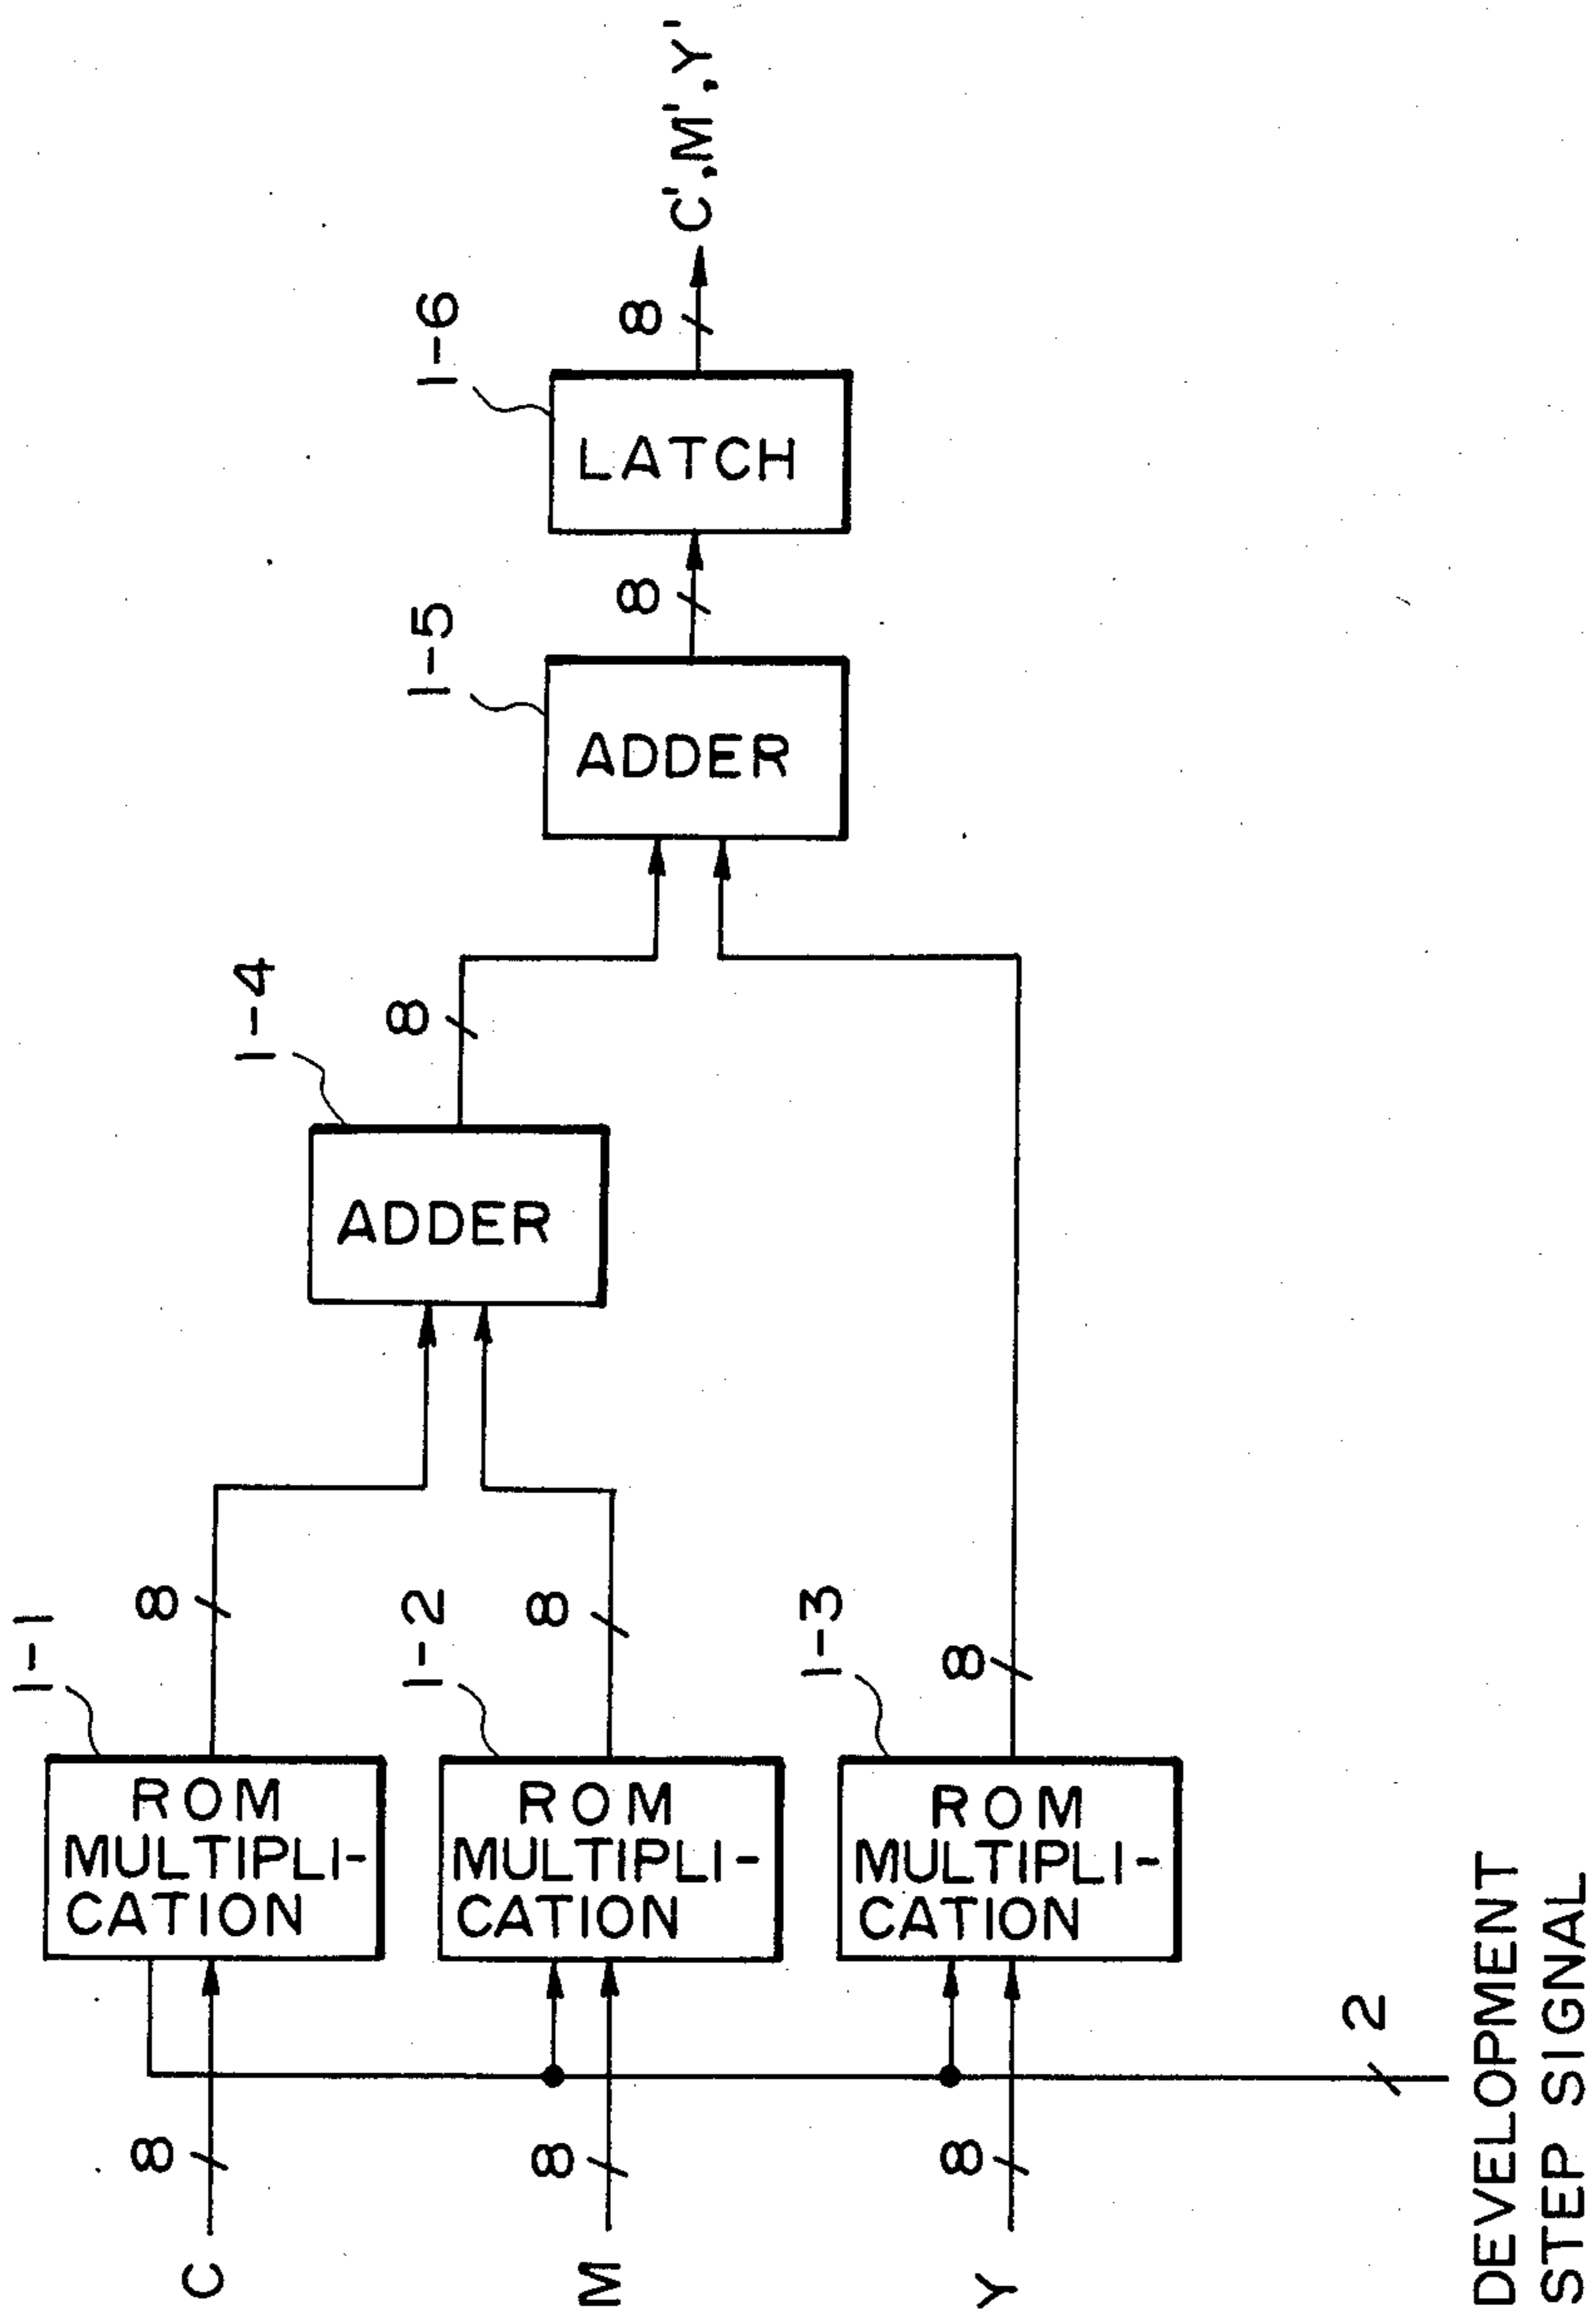 C
8
M
8
Y
8
DEVELOPMENT
STEP SIGNAL
2
1-1
ROM
MULTIPLI-
CATION
8
1-2
ROM
MULTIPLI-
CATION
8
1-3
ROM
MULTIPLI-
CATION
8
1-4
ADDER
8
1-5
ADDER
8
1-6
LATCH
8
C',M',Y'